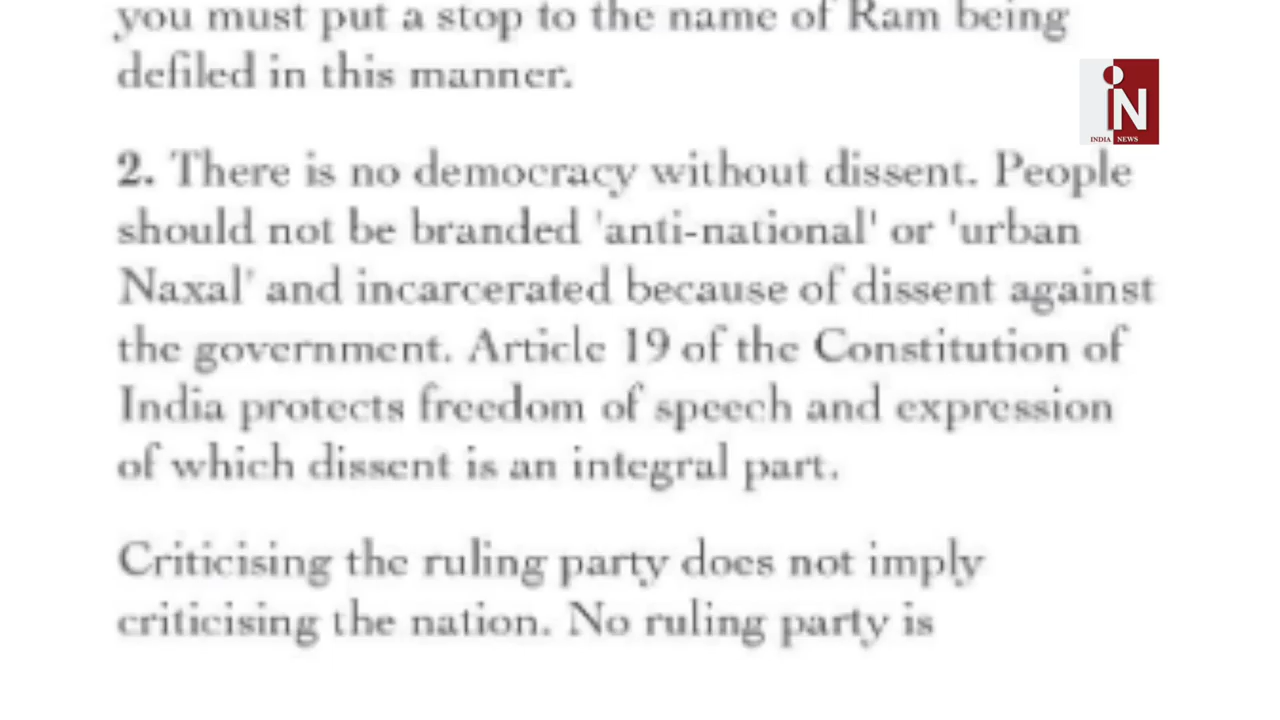 you must put a stop to the name of Ram being
defiled in this manner.
iN
INDIA NEWS
2. There is no democracy without dissent. People
should not be branded 'anti-national' or 'urban
Naxal' and incarcerated because of dissent against
the government. Article 19 of the Constitution of
India protects freedom of speech and expression
of which dissent is an integral part.
Criticising the ruling party does not imply
criticising the nation. No ruling party is